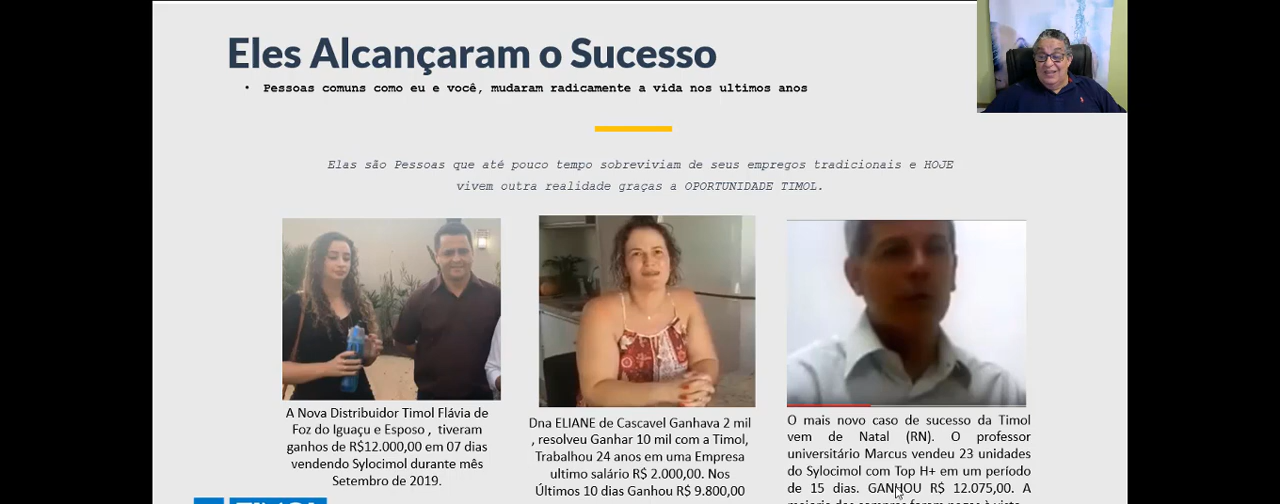 Eles Alcançaram o Sucesso
• Pessoas comuns como eu e você, mudaram radicamente a vida nos ultimos anos
Elas são Pessoas que até pouco tempo sobreviviam de seus empregos tradicionais e HOJE
vivem outra realidade graças a OPORTUNIDADE TIMOL.
A Nova Distribuidor Timol Flávia de
Foz do Iguaçu e Esposo , tiveram
ganhos de R$12.000,00 em 07 dias
vendendo Sylocimol durante mês
Setembro de 2019.
Dna ELIANE de Cascavel Ganhava 2 mil
, resolveu Ganhar 10 mil com a Timol,
Trabalhou 24 anos em uma Empresa
ultimo salário R$ 2.000,00. Nos
Últimos 10 dias Ganhou R$ 9.800,00
O mais novo caso de sucesso da Timol
vem de Natal (RN). O professor
universitário Marcus vendeu 23 unidades
do Sylocimol com Top H+ em um período
de 15 dias. GANHOU R$ 12.075,00. A